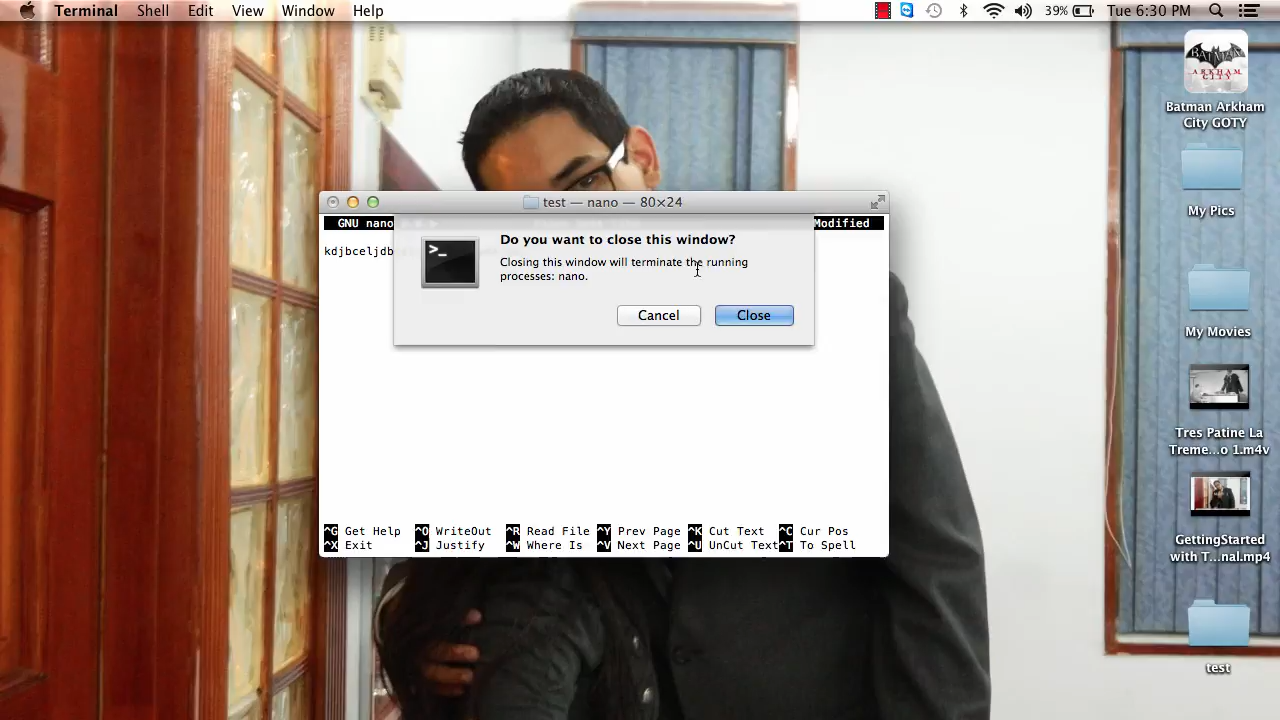 Terminal Shell Edit View Window Help 39% Tue 6:30 PM
BATMAN
ARKHAM
CITY
Batman Arkham
City GOTY
My Pics
My Movies
Tres Patine La
Treme...o 1.m4v
GettingStarted
with T...nal.mp4
test
test — nano — 80×24
GNU nano Modified
kdjbceljdb
Do you want to close this window?
Closing this window will terminate the running
processes: nano.
Cancel Close
^G Get Help ^O WriteOut ^R Read File ^Y Prev Page ^K Cut Text ^C Cur Pos
^X Exit ^J Justify ^W Where Is ^V Next Page ^U UnCut Text ^T To Spell